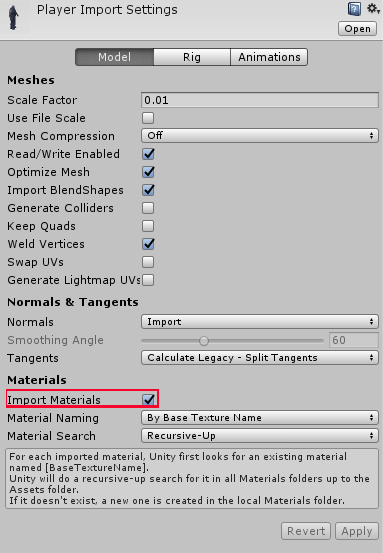 Player Import Settings
Open
Model Rig Animations
Meshes
Scale Factor 0.01
Use File Scale
Mesh Compression Off
Read/Write Enabled
Optimize Mesh
Import BlendShapes
Generate Colliders
Keep Quads
Weld Vertices
Swap UVs
Generate Lightmap UVs
Normals & Tangents
Normals Import
Smoothing Angle 60
Tangents Calculate Legacy - Split Tangents
Materials
Import Materials
Material Naming By Base Texture Name
Material Search Recursive-Up
For each imported material, Unity first looks for an existing material
named [BaseTextureName].
Unity will do a recursive-up search for it in all Materials folders up to the
Assets folder.
If it doesn't exist, a new one is created in the local Materials folder.
Revert Apply